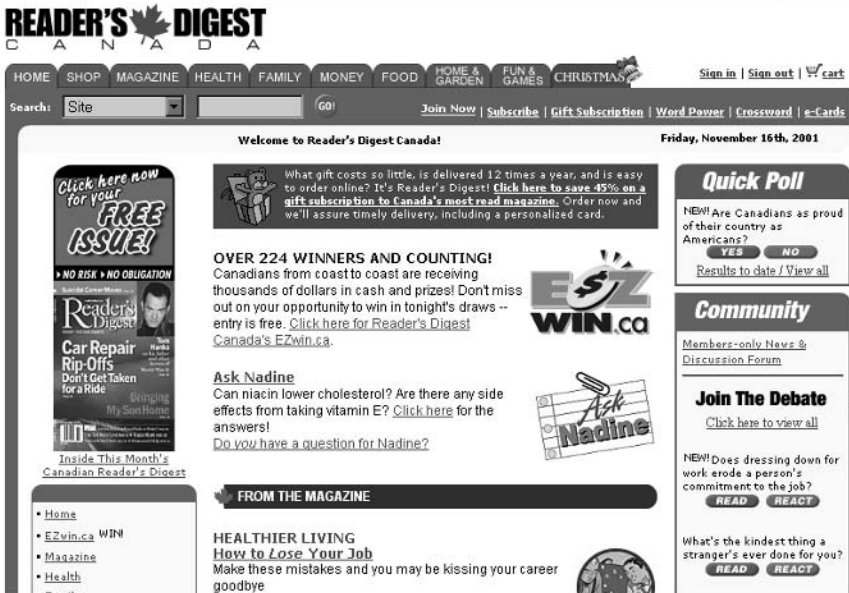 READER'S DIGEST
CANADA
HOME SHOP MAGAZINE HEALTH FAMILY MONEY FOOD HOME & GARDEN FUN & GAMES CHRISTMAS
Sign in | Sign out | cart
Search: Site GO!
Join Now | Subscribe | Gift Subscription | Word Power | Crossword | e-Cards
Welcome to Reader's Digest Canada!
Friday, November 16th, 2001
Click here now
for your
FREE
ISSUE!
NO RISK NO OBLIGATION
Reader's
Digest
Tom
Hanks
Car Repair
Rip-Offs
Don't Get Taken
for a Ride
Bringing
My Son Home
Inside This Month's
Canadian Reader's Digest
Home
EZwin.ca WIN!
Magazine
Health
What gift costs so little, is delivered 12 times a year, and is easy
to order online? It's Reader's Digest! Click here to save 45% on a
gift subscription to Canada's most read magazine. Order now and
we'll assure timely delivery, including a personalized card.
OVER 224 WINNERS AND COUNTING!
Canadians from coast to coast are receiving
thousands of dollars in cash and prizes! Don't miss
out on your opportunity to win in tonight's draws --
entry is free. Click here for Reader's Digest
Canada's EZwin.ca.
E$Z
WIN.ca
Ask Nadine
Can niacin lower cholesterol? Are there any side
effects from taking vitamin E? Click here for the
answers!
Do you have a question for Nadine?
Ask
Nadine
FROM THE MAGAZINE
HEALTHIER LIVING
How to Lose Your Job
Make these mistakes and you may be kissing your career
goodbye
Quick Poll
NEW! Are Canadians as proud
of their country as
Americans?
YES NO
Results to date / View all
Community
Members-only News &
Discussion Forum
Join The Debate
Click here to view all
NEW! Does dressing down for
work erode a person's
commitment to the job?
READ REACT
What's the kindest thing a
stranger's ever done for you?
READ REACT